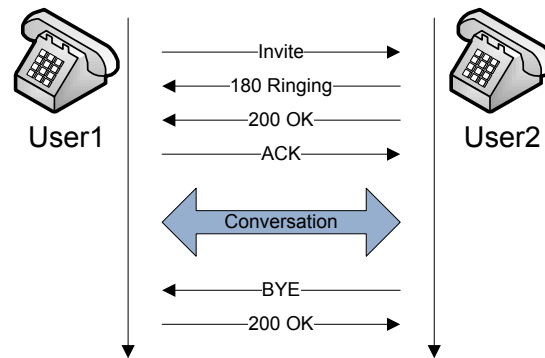 Invite
180 Ringing
200 OK
ACK
User1
User2
Conversation
BYE
200 OK